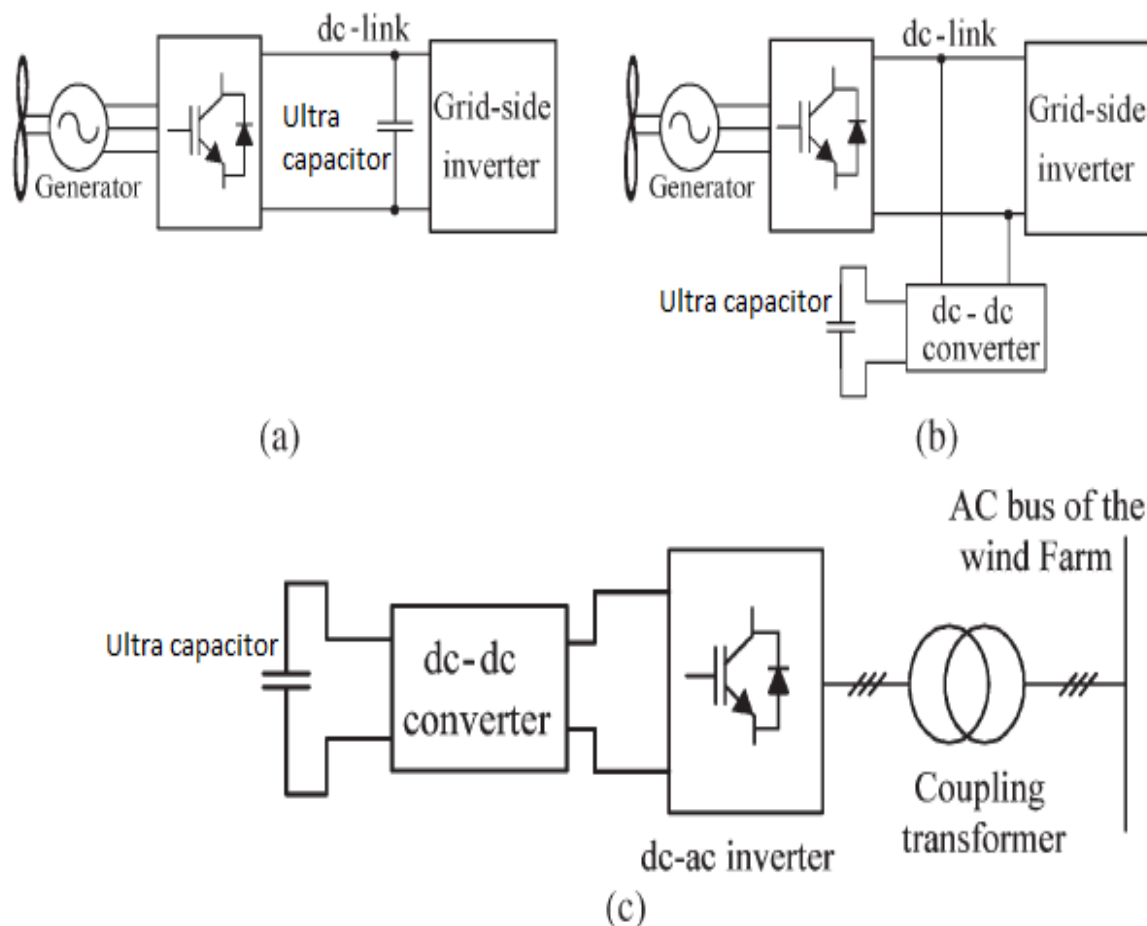 dc-link
Ultra
capacitor
Generator
Grid-side
inverter
(a)
dc-link
Generator
Grid-side
inverter
Ultra capacitor
dc-dc
converter
(b)
AC bus of the
wind Farm
Ultra capacitor
dc-dc
converter
dc-ac inverter
Coupling
transformer
(c)